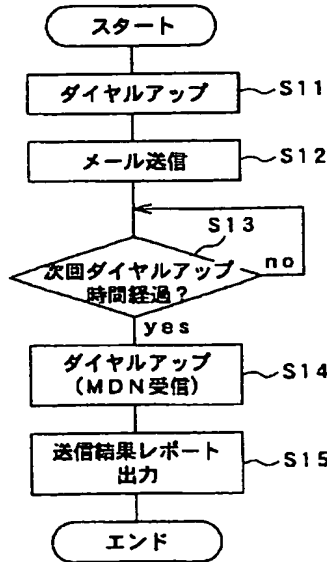 スタート
ダイヤルアップ
S11
メール送信
S12
S13
次回ダイヤルアップ
時間経過?
no
yes
ダイヤルアップ
(MDN受信)
S14
送信結果レポート
出力
S15
エンド